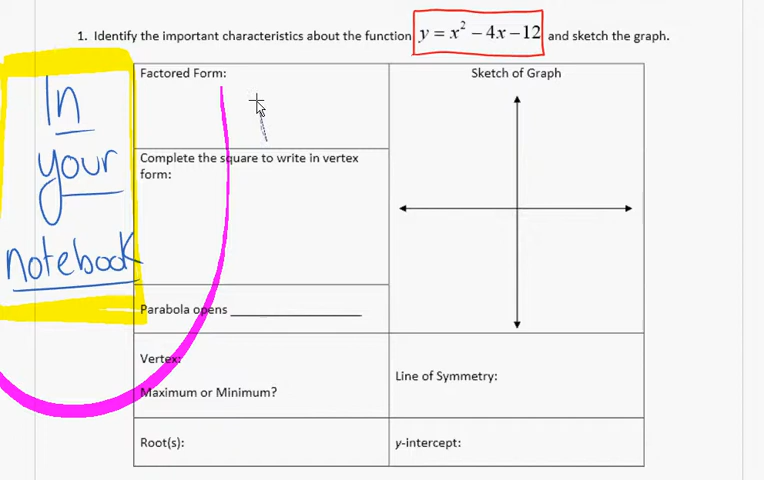 1. Identify the important characteristics about the function y = x² − 4x − 12 and sketch the graph.
In
your
notebook
Factored Form:
Sketch of Graph
Complete the square to write in vertex
form:
Parabola opens ____________________
Vertex:
Maximum or Minimum?
Line of Symmetry:
Root(s):
y-intercept: